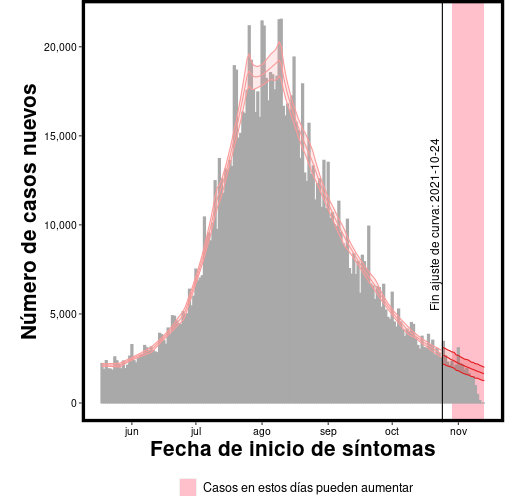 Número de casos nuevos
20,000
15,000
10,000
5,000
0
Fin ajuste de curva: 2021-10-24
jun jul ago sep oct nov
Fecha de inicio de síntomas
Casos en estos días pueden aumentar